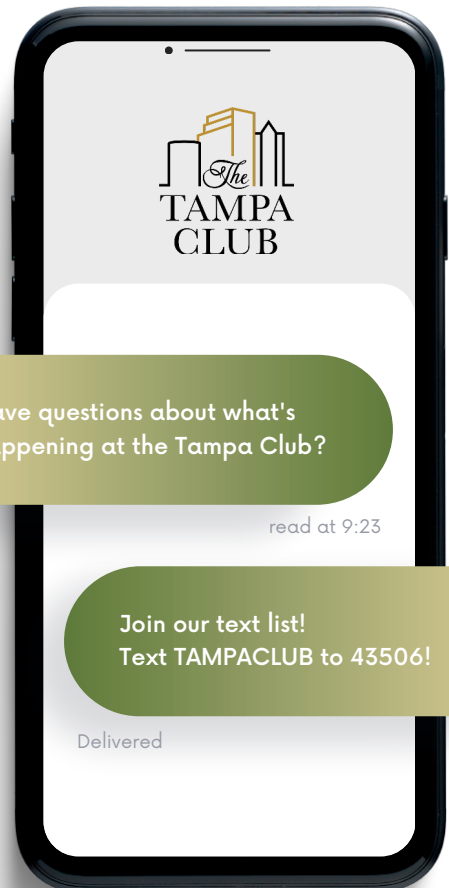 The
TAMPA
CLUB
ave questions about what's
ppening at the Tampa Club?
read at 9:23
Join our text list!
Text TAMPACLUB to 43506!
Delivered